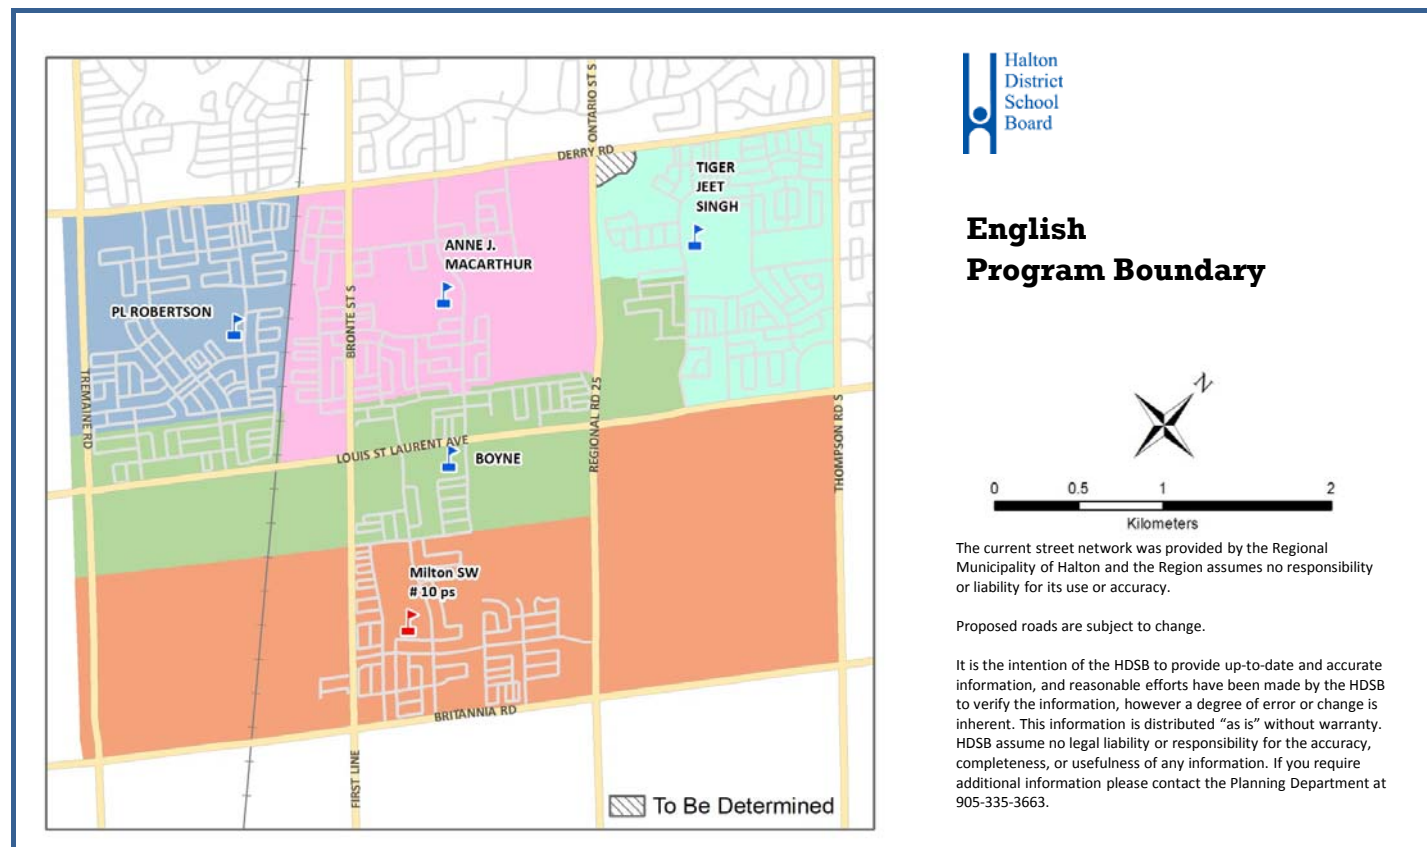 DERRY RD
ONTARIO ST S
TIGER
JEET
SINGH
ANNE J.
MACARTHUR
PL ROBERTSON
BRONTE ST S
TREMAINE RD
REGIONAL RD 25
THOMPSON RD S
LOUIS ST LAURENT AVE
BOYNE
Milton SW
# 10 ps
BRITANNIA RD
FIRST LINE
To Be Determined
Halton
District
School
Board
English
Program Boundary
N
0 0.5 1 2
Kilometers
The current street network was provided by the Regional
Municipality of Halton and the Region assumes no responsibility
or liability for its use or accuracy.
Proposed roads are subject to change.
It is the intention of the HDSB to provide up-to-date and accurate
information, and reasonable efforts have been made by the HDSB
to verify the information, however a degree of error or change is
inherent. This information is distributed “as is” without warranty.
HDSB assume no legal liability or responsibility for the accuracy,
completeness, or usefulness of any information. If you require
additional information please contact the Planning Department at
905-335-3663.